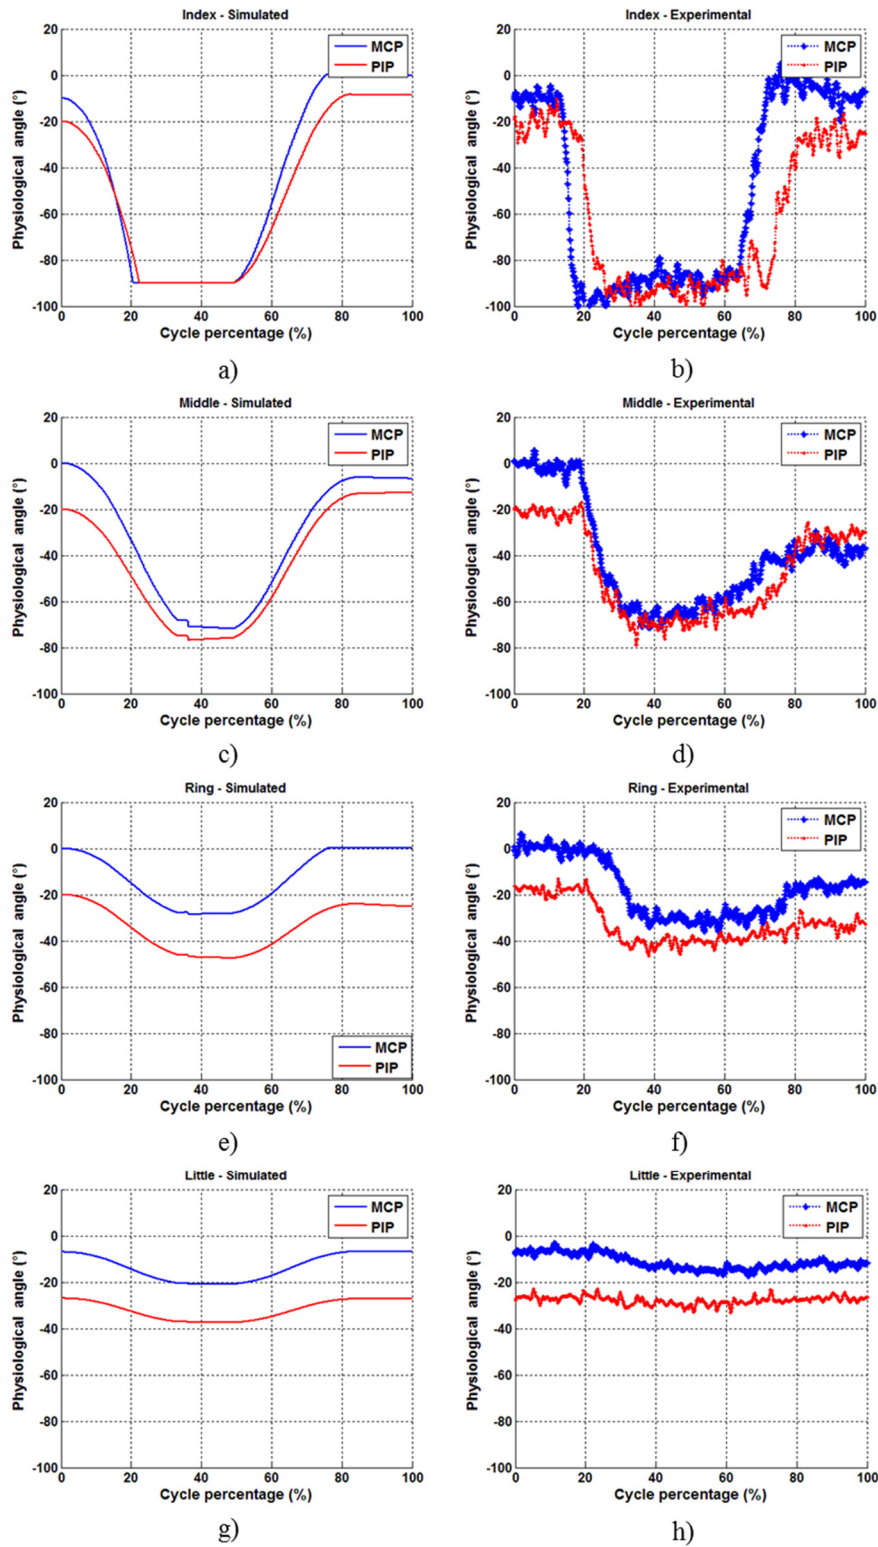 Index - Simulated
Index - Experimental
20
0
-20
-40
-60
-80
-100
Physiological angle (°)
MCP
PIP
0 20 40 60 80 100
Cycle percentage (%)
a)
20
0
-20
-40
-60
-80
-100
Physiological angle (°)
MCP
PIP
0 20 40 60 80 100
Cycle percentage (%)
b)
Middle - Simulated
Middle - Experimental
20
0
-20
-40
-60
-80
-100
Physiological angle (°)
MCP
PIP
0 20 40 60 80 100
Cycle percentage (%)
c)
20
0
-20
-40
-60
-80
-100
Physiological angle (°)
MCP
PIP
0 20 40 60 80 100
Cycle percentage (%)
d)
Ring - Simulated
Ring - Experimental
20
0
-20
-40
-60
-80
-100
Physiological angle (°)
MCP
PIP
0 20 40 60 80 100
Cycle percentage (%)
e)
20
0
-20
-40
-60
-80
-100
Physiological angle (°)
MCP
PIP
0 20 40 60 80 100
Cycle percentage (%)
f)
Little - Simulated
Little - Experimental
20
0
-20
-40
-60
-80
-100
Physiological angle (°)
MCP
PIP
0 20 40 60 80 100
Cycle percentage (%)
g)
20
0
-20
-40
-60
-80
-100
Physiological angle (°)
MCP
PIP
0 20 40 60 80 100
Cycle percentage (%)
h)